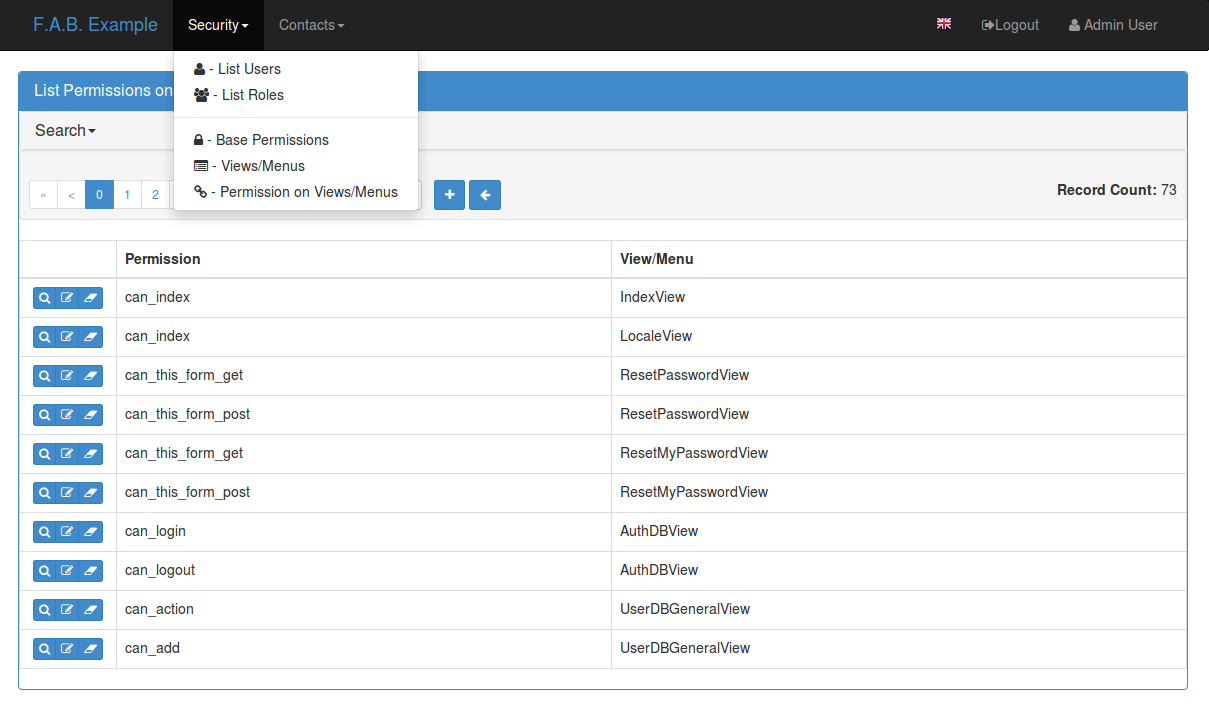 F.A.B. Example Security Contacts Logout Admin User
- List Users
- List Roles
- Base Permissions
- Views/Menus
- Permission on Views/Menus
List Permissions on
Search
« < 0 1 2
Record Count: 73
Permission View/Menu
can_index IndexView
can_index LocaleView
can_this_form_get ResetPasswordView
can_this_form_post ResetPasswordView
can_this_form_get ResetMyPasswordView
can_this_form_post ResetMyPasswordView
can_login AuthDBView
can_logout AuthDBView
can_action UserDBGeneralView
can_add UserDBGeneralView